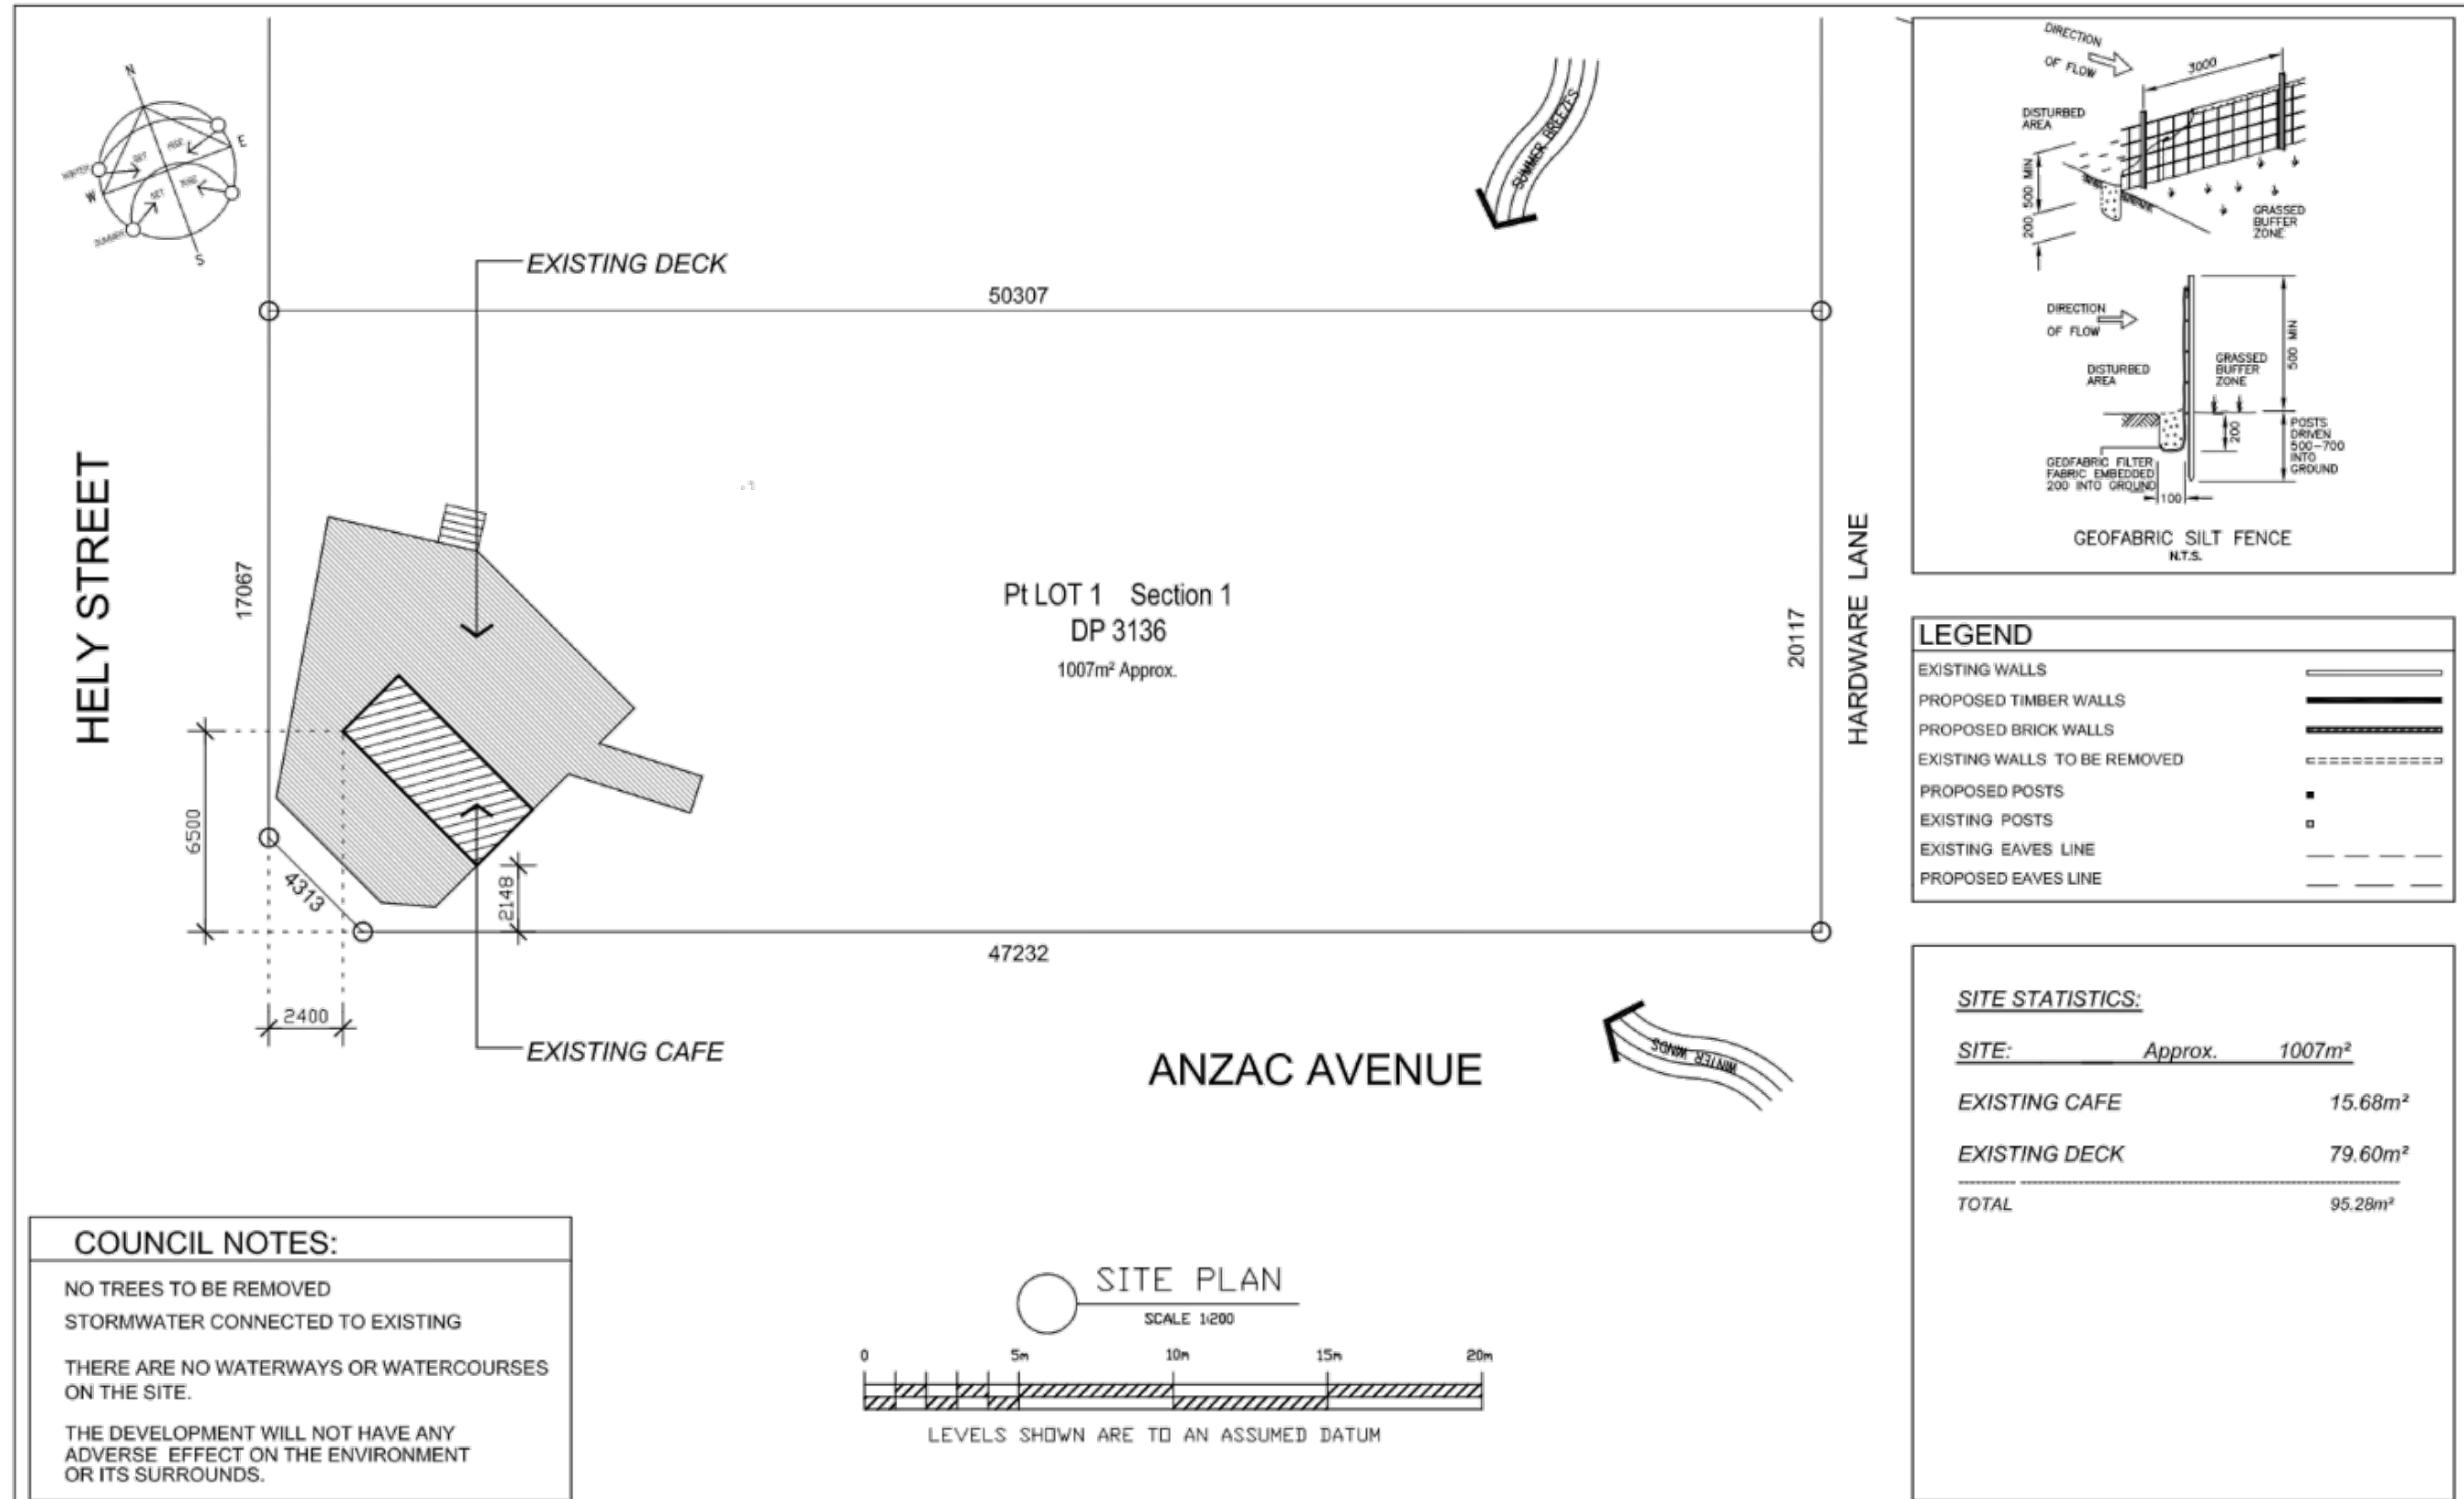 N
E
S
W
WINTER
SUMMER
SET
RISE
SET
RISE
SUMMER BREEZES
EXISTING DECK
50307
HELY STREET
17067
Pt LOT 1 Section 1
DP 3136
1007m² Approx.
20117
HARDWARE LANE
6500
4313
2148
2400
47232
EXISTING CAFE
ANZAC AVENUE
WINTER WINDS
DIRECTION
OF FLOW
3000
DISTURBED
AREA
500 MIN
200
GRASSED
BUFFER
ZONE
DIRECTION
OF FLOW
DISTURBED
AREA
GRASSED
BUFFER
ZONE
500 MIN
200
POSTS
DRIVEN
500-700
INTO
GROUND
GEOFABRIC FILTER
FABRIC EMBEDDED
200 INTO GROUND
100
GEOFABRIC SILT FENCE
N.T.S.
LEGEND
EXISTING WALLS
PROPOSED TIMBER WALLS
PROPOSED BRICK WALLS
EXISTING WALLS TO BE REMOVED
PROPOSED POSTS
EXISTING POSTS
EXISTING EAVES LINE
PROPOSED EAVES LINE
SITE STATISTICS:
SITE: Approx. 1007m²
EXISTING CAFE 15.68m²
EXISTING DECK 79.60m²
TOTAL 95.28m²
COUNCIL NOTES:
NO TREES TO BE REMOVED
STORMWATER CONNECTED TO EXISTING
THERE ARE NO WATERWAYS OR WATERCOURSES
ON THE SITE.
THE DEVELOPMENT WILL NOT HAVE ANY
ADVERSE EFFECT ON THE ENVIRONMENT
OR ITS SURROUNDS.
SITE PLAN
SCALE 1:200
0 5m 10m 15m 20m
LEVELS SHOWN ARE TO AN ASSUMED DATUM